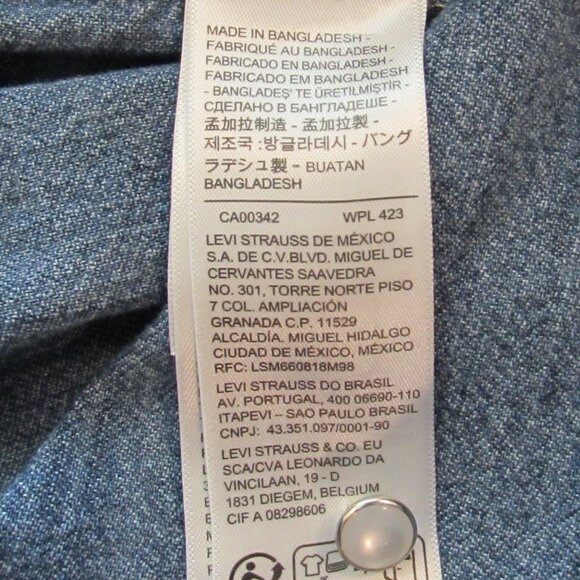 MADE IN BANGLADESH -
FABRIQUÉ AU BANGLADESH -
FABRICADO EN BANGLADESH -
FABRICADO EM BANGLADESH
- BANGLADEŞ' TE ÜRETİLMİŞTİR -
СДЕЛАНО В БАНГЛАДЕШЕ -
孟加拉制造 - 孟加拉製 -
제조국 :방글라데시 - バング
ラデシュ製 - BUATAN
BANGLADESH
CA00342 WPL 423
LEVI STRAUSS DE MÉXICO
S.A. DE C.V.BLVD. MIGUEL DE
CERVANTES SAAVEDRA
NO. 301, TORRE NORTE PISO
7 COL. AMPLIACIÓN
GRANADA C.P. 11529
ALCALDÍA. MIGUEL HIDALGO
CIUDAD DE MÉXICO, MÉXICO
RFC: LSM660818M98
LEVI STRAUSS DO BRASIL
AV. PORTUGAL, 400 06690-110
ITAPEVI – SAO PAULO BRASIL
CNPJ: 43.351.097/0001-90
LEVI STRAUSS & CO. EU
SCA/CVA LEONARDO DA
VINCILAAN, 19 - D
1831 DIEGEM, BELGIUM
CIF A 08298606